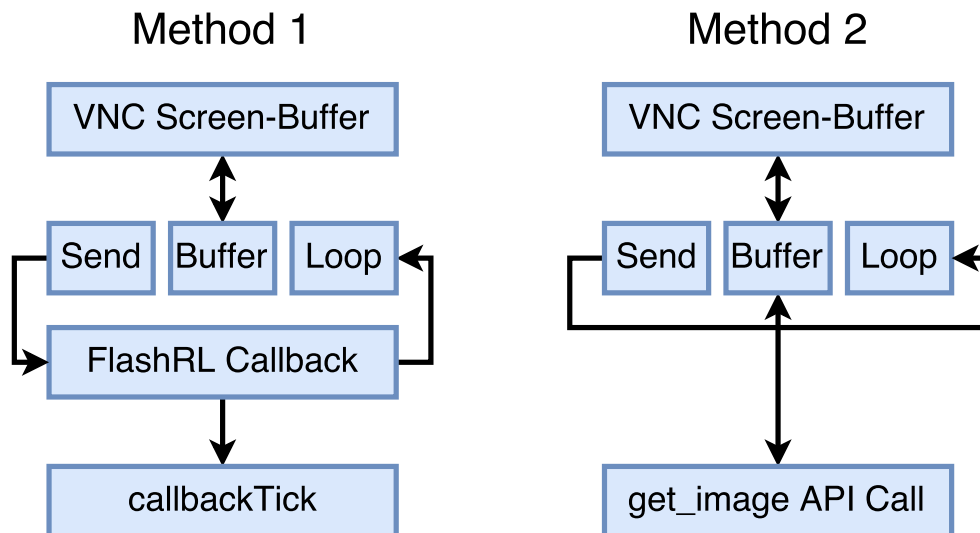 Method 1
VNC Screen-Buffer
Send
Buffer
Loop
FlashRL Callback
callbackTick
Method 2
VNC Screen-Buffer
Send
Buffer
Loop
get_image API Call